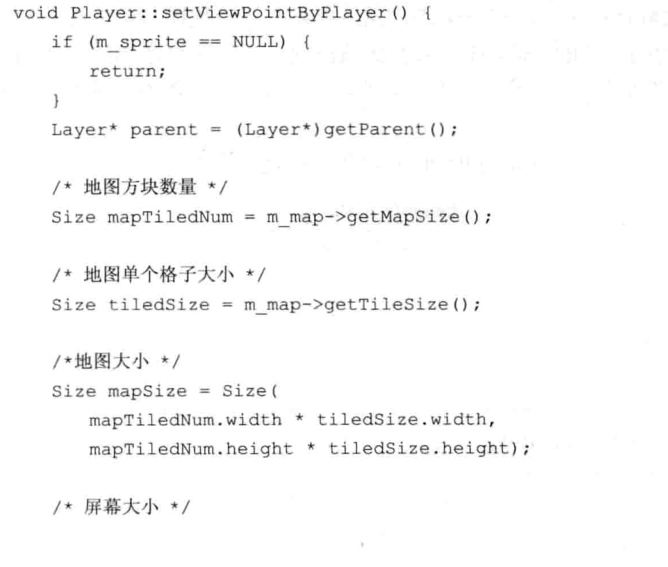 void Player::setViewPointByPlayer() {
if (m_sprite == NULL) {
return;
}
Layer* parent = (Layer*)getParent();
/* 地图方块数量 */
Size mapTiledNum = m_map->getMapSize();
/* 地图单个格子大小 */
Size tiledSize = m_map->getTileSize();
/*地图大小 */
Size mapSize = Size(
mapTiledNum.width * tiledSize.width,
mapTiledNum.height * tiledSize.height);
/* 屏幕大小 */